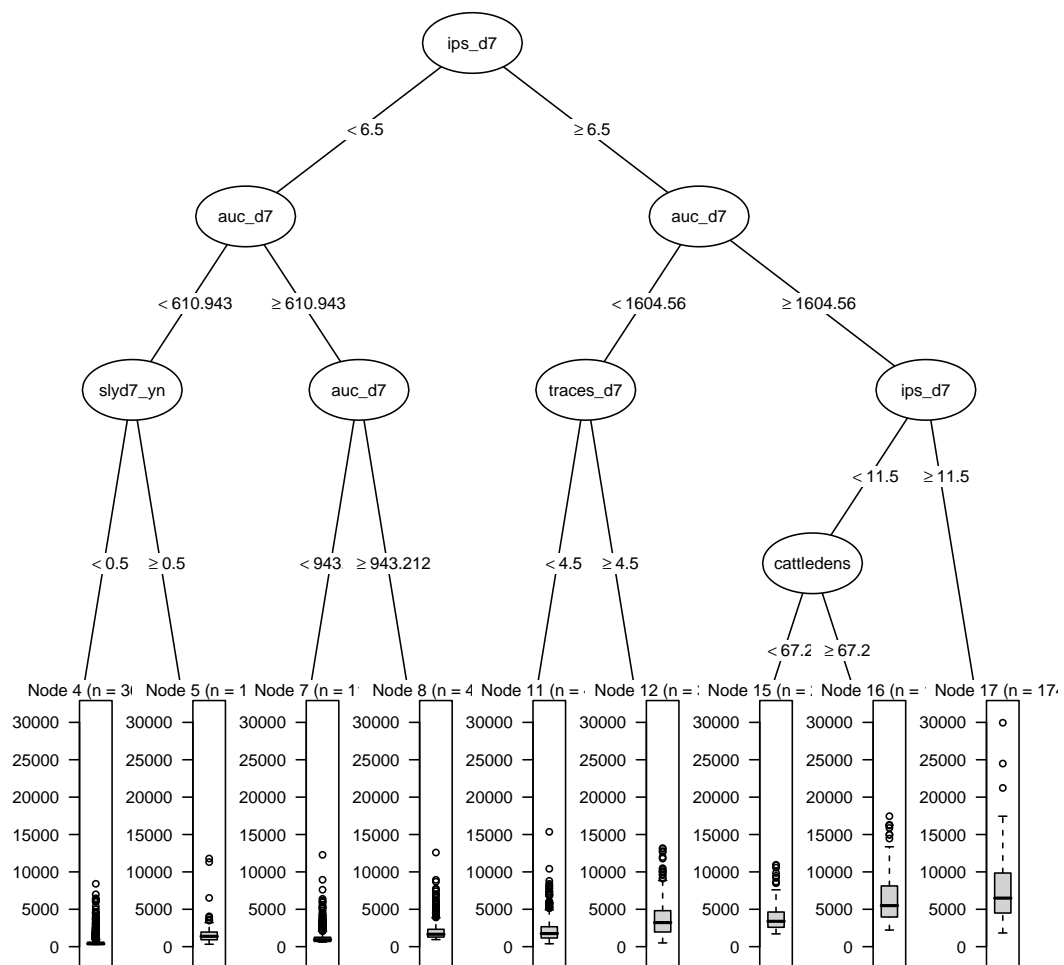 ips_d7
< 6.5 ≥ 6.5
auc_d7 auc_d7
< 610.943 ≥ 610.943 < 1604.56 ≥ 1604.56
slyd7_yn auc_d7 traces_d7 ips_d7
< 11.5 ≥ 11.5
< 0.5 ≥ 0.5 < 943 ≥ 943.212 < 4.5 ≥ 4.5 cattledens
< 67.2 ≥ 67.2
Node 4 (n = 30 Node 5 (n = 1 Node 7 (n = 1 Node 8 (n = 4 Node 11 (n = Node 12 (n = Node 15 (n = Node 16 (n = Node 17 (n = 174
30000 30000 30000 30000 30000 30000 30000 30000 30000
25000 25000 25000 25000 25000 25000 25000 25000 25000
20000 20000 20000 20000 20000 20000 20000 20000 20000
15000 15000 15000 15000 15000 15000 15000 15000 15000
10000 10000 10000 10000 10000 10000 10000 10000 10000
5000 5000 5000 5000 5000 5000 5000 5000 5000
0 0 0 0 0 0 0 0 0